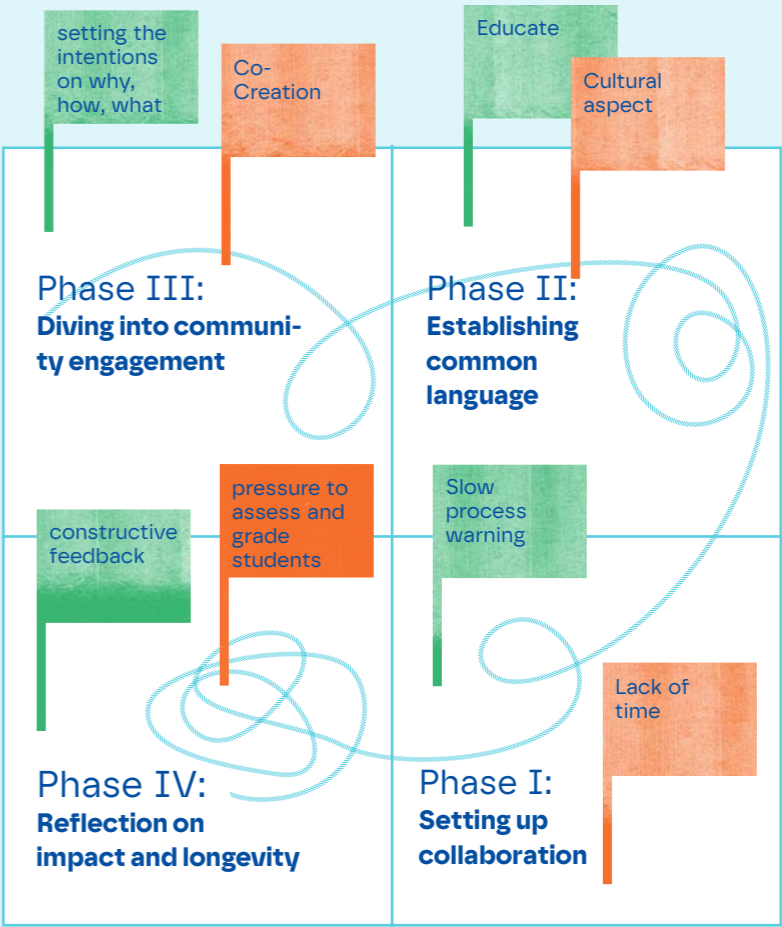 setting the
intentions
on why,
how, what
Co-
Creation
Educate
Cultural
aspect
Phase III:
Diving into communi-
ty engagement
Phase II:
Establishing
common
language
constructive
feedback
pressure to
assess and
grade
students
Slow
process
warning
Lack of
time
Phase IV:
Reflection on
impact and longevity
Phase I:
Setting up
collaboration